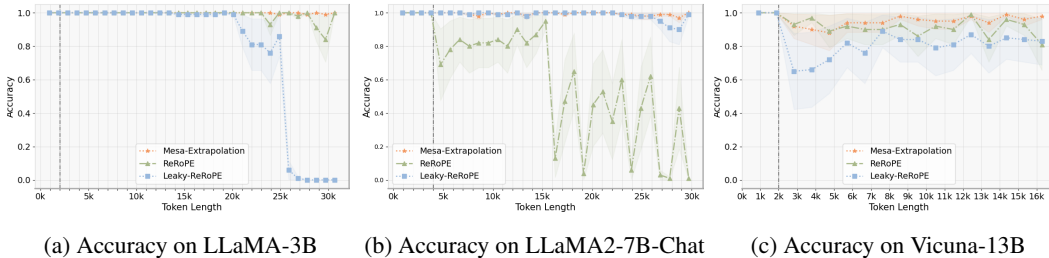 1.0
0.8
0.6
0.4
0.2
0.0
Accuracy
Mesa-Extrapolation
ReRoPE
Leaky-ReRoPE
0k 5k 10k 15k 20k 25k 30k
Token Length
(a) Accuracy on LLaMA-3B
1.0
0.8
0.6
0.4
0.2
0.0
Accuracy
Mesa-Extrapolation
ReRoPE
Leaky-ReRoPE
0k 5k 10k 15k 20k 25k 30k
Token Length
(b) Accuracy on LLaMA2-7B-Chat
1.0
0.8
0.6
0.4
0.2
0.0
Accuracy
Mesa-Extrapolation
ReRoPE
Leaky-ReRoPE
0k 1k 2k 3k 4k 5k 6k 7k 8k 9k 10k 11k 12k 13k 14k 15k 16k
Token Length
(c) Accuracy on Vicuna-13B